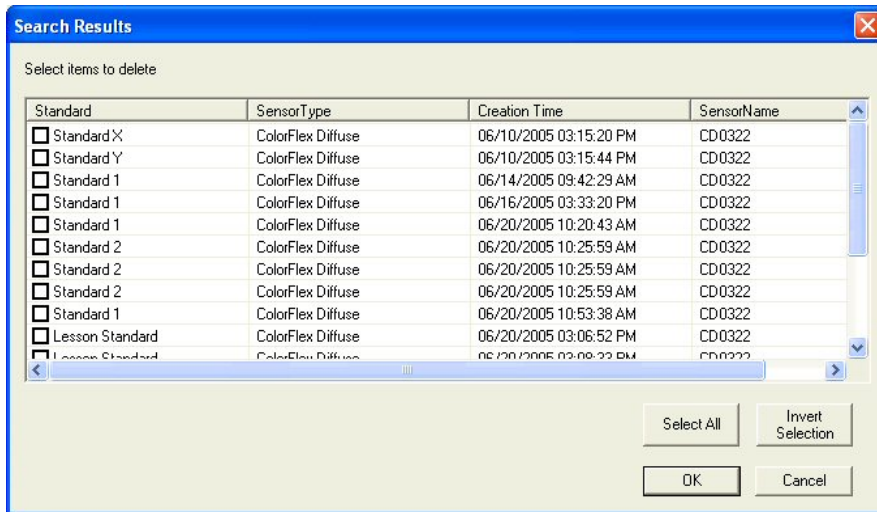 Search Results
Select items to delete
Standard SensorType Creation Time SensorName
Standard X ColorFlex Diffuse 06/10/2005 03:15:20 PM CD0322
Standard Y ColorFlex Diffuse 06/10/2005 03:15:44 PM CD0322
Standard 1 ColorFlex Diffuse 06/14/2005 09:42:29 AM CD0322
Standard 1 ColorFlex Diffuse 06/16/2005 03:33:20 PM CD0322
Standard 1 ColorFlex Diffuse 06/20/2005 10:20:43 AM CD0322
Standard 2 ColorFlex Diffuse 06/20/2005 10:25:59 AM CD0322
Standard 2 ColorFlex Diffuse 06/20/2005 10:25:59 AM CD0322
Standard 2 ColorFlex Diffuse 06/20/2005 10:25:59 AM CD0322
Standard 1 ColorFlex Diffuse 06/20/2005 10:53:38 AM CD0322
Lesson Standard ColorFlex Diffuse 06/20/2005 03:06:52 PM CD0322
Lesson Standard ColorFlex Diffuse CD0322
Select All
Invert
Selection
OK
Cancel